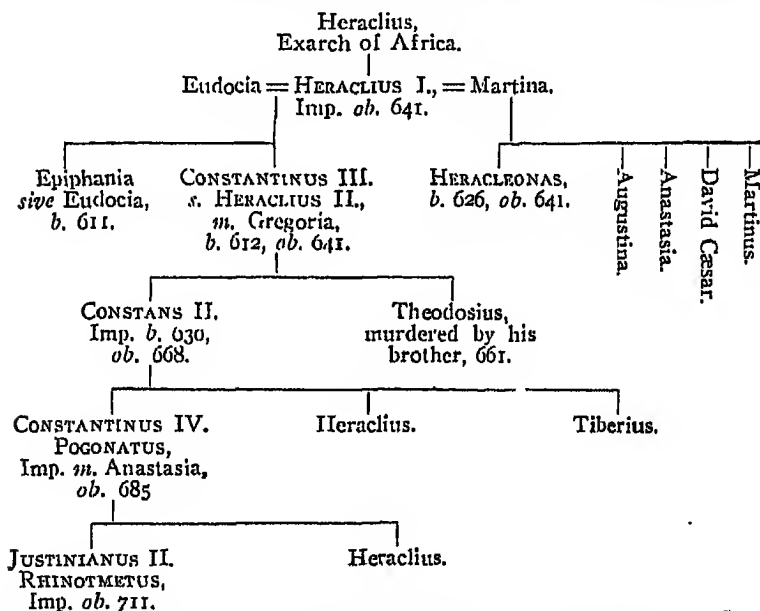 Heraclius,
Exarch of Africa.
Eudocia = HERACLIUS I., = Martina.
Imp. ob. 641.
Epiphania
sive Eudocia,
b. 611.
CONSTANTINUS III.
s. HERACLIUS II.,
m. Gregoria,
b. 612, ob. 641.
HERACLEONAS,
b. 626, ob. 641.
Augustina.
Anastasia.
David Cæsar.
Martinus.
CONSTANS II.
Imp. b. 630,
ob. 668.
Theodosius,
murdered by his
brother, 661.
CONSTANTINUS IV.
POGONATUS,
Imp. m. Anastasia,
ob. 685
Heraclius.
Tiberius.
JUSTINIANUS II.
RHINOTMETUS,
Imp. ob. 711.
Heraclius.